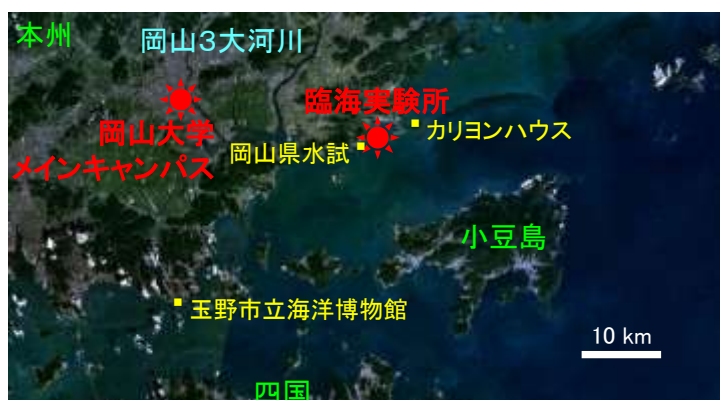 本州
岡山３大河川
臨海実験所
カリヨンハウス
岡山大学
メインキャンパス
岡山県水試
小豆島
玉野市立海洋博物館
10 km
四国